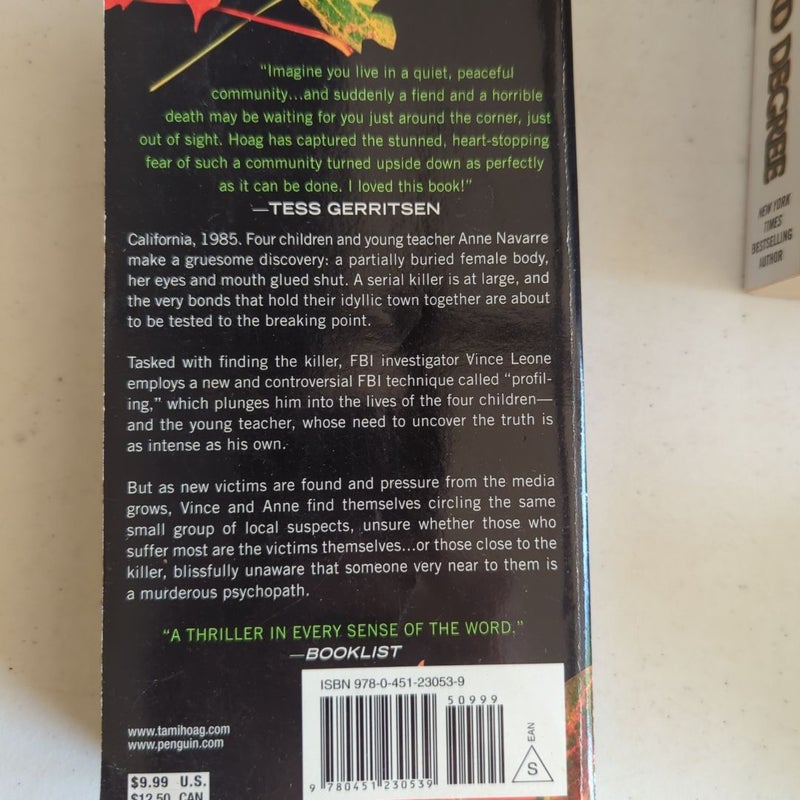 "Imagine you live in a quiet, peaceful
community...and suddenly a fiend and a horrible
death may be waiting for you just around the corner, just
out of sight. Hoag has captured the stunned, heart-stopping
fear of such a community turned upside down as perfectly
as it can be done. I loved this book!"
—TESS GERRITSEN
California, 1985. Four children and young teacher Anne Navarre
make a gruesome discovery: a partially buried female body,
her eyes and mouth glued shut. A serial killer is at large, and
the very bonds that hold their idyllic town together are about
to be tested to the breaking point.
Tasked with finding the killer, FBI investigator Vince Leone
employs a new and controversial FBI technique called "profil-
ing," which plunges him into the lives of the four children—
and the young teacher, whose need to uncover the truth is
as intense as his own.
But as new victims are found and pressure from the media
grows, Vince and Anne find themselves circling the same
small group of local suspects, unsure whether those who
suffer most are the victims themselves...or those close to the
killer, blissfully unaware that someone very near to them is
a murderous psychopath.
"A THRILLER IN EVERY SENSE OF THE WORD."
—BOOKLIST
ISBN 978-0-451-23053-9
50999
EAN
S
9 780451 230539
www.tamihoag.com
www.penguin.com
$9.99 U.S.
$12.50 CAN
D DEGREE
NEW YORK
TIMES
BESTSELLING
AUTHOR